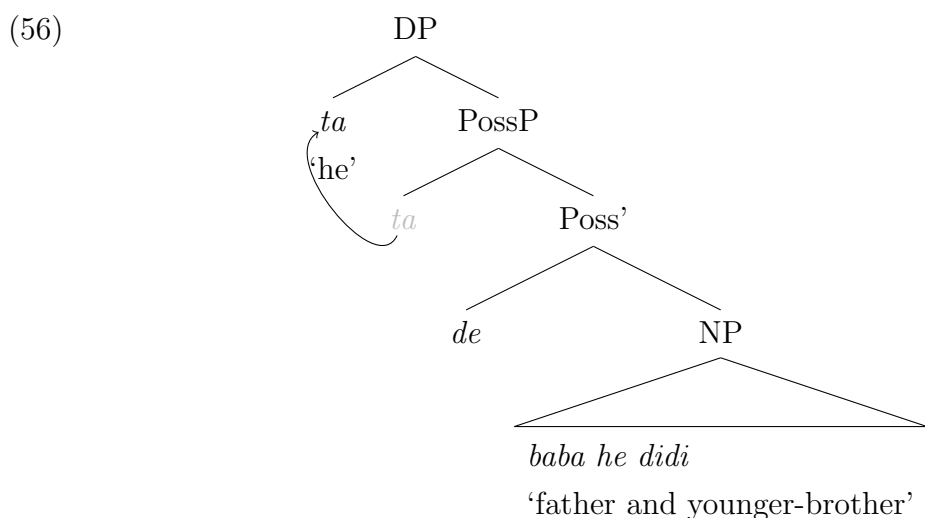 (56)
DP
ta
PossP
‘he’
ta
Poss’
de
NP
baba he didi
‘father and younger-brother’